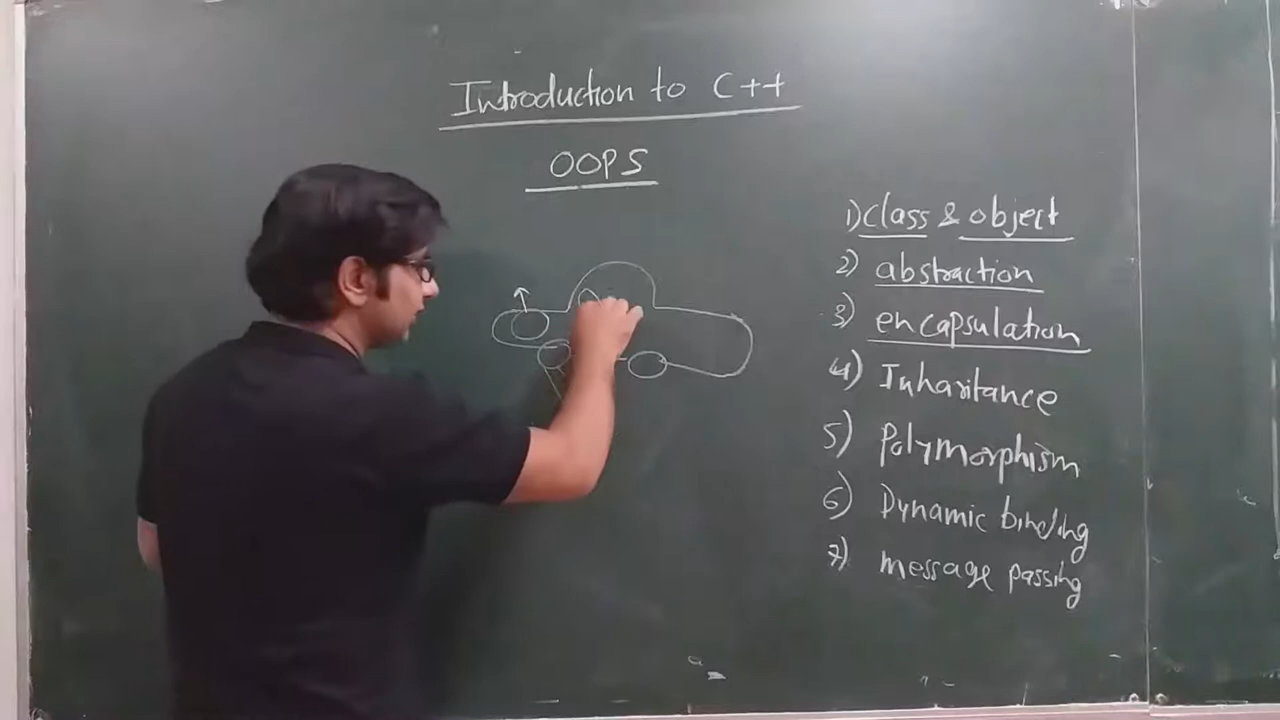 Introduction to C++
OOPS
1) class & object
2) abstraction
3) encapsulation
4) Inharitance
5) Polymorphism
6) Dynamic binding
7) message passing